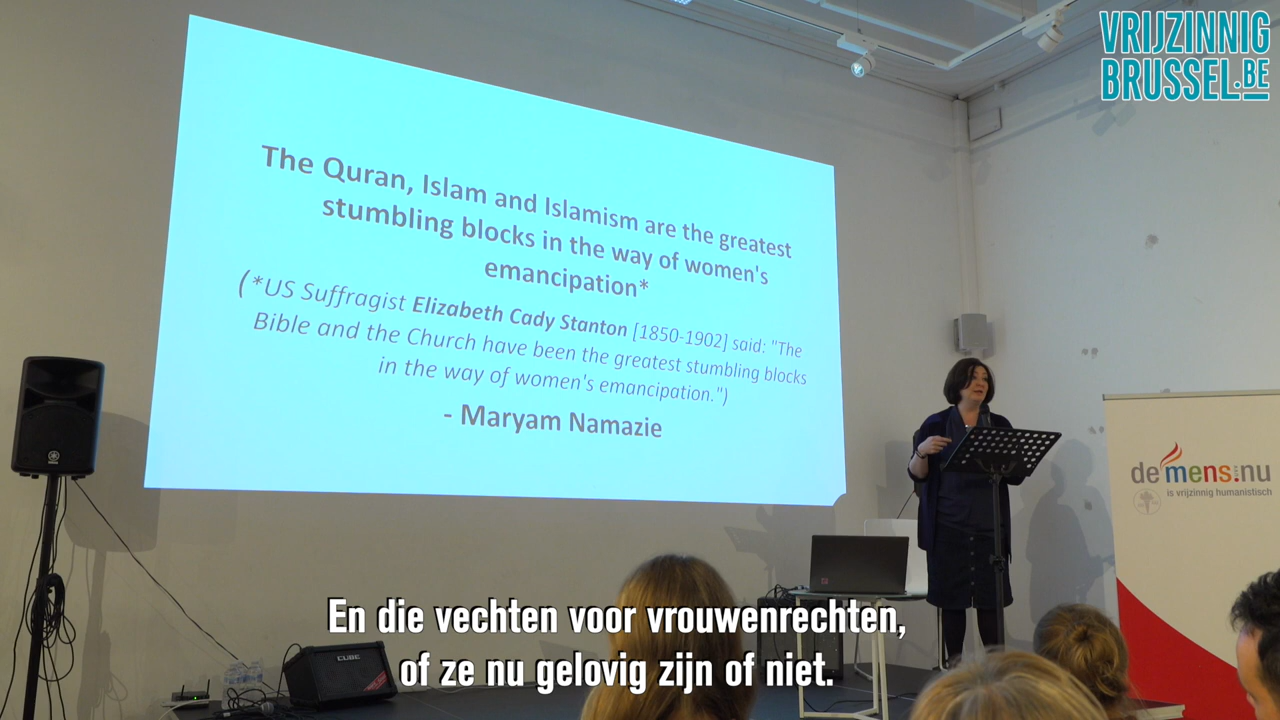 VRIJZINNIG
BRUSSEL.BE
The Quran, Islam and Islamism are the greatest
stumbling blocks in the way of women's
emancipation*
(*US Suffragist Elizabeth Cady Stanton [1850-1902] said: "The
Bible and the Church have been the greatest stumbling blocks
in the way of women's emancipation.")
- Maryam Namazie
demens.nu
is vrijzinnig humanistisch
CUBE
En die vechten voor vrouwenrechten,
of ze nu gelovig zijn of niet.